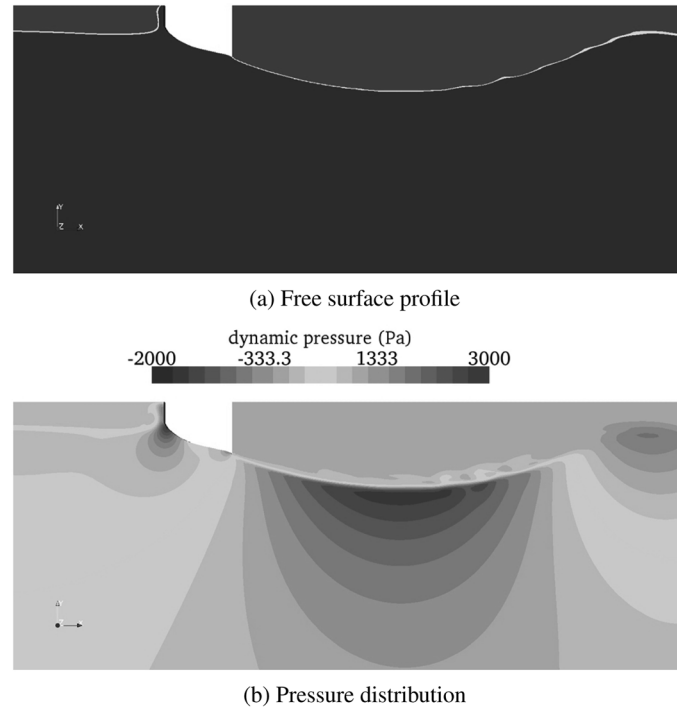 Y
Z X
(a) Free surface profile
dynamic pressure (Pa)
-2000 -333.3 1333 3000
(b) Pressure distribution